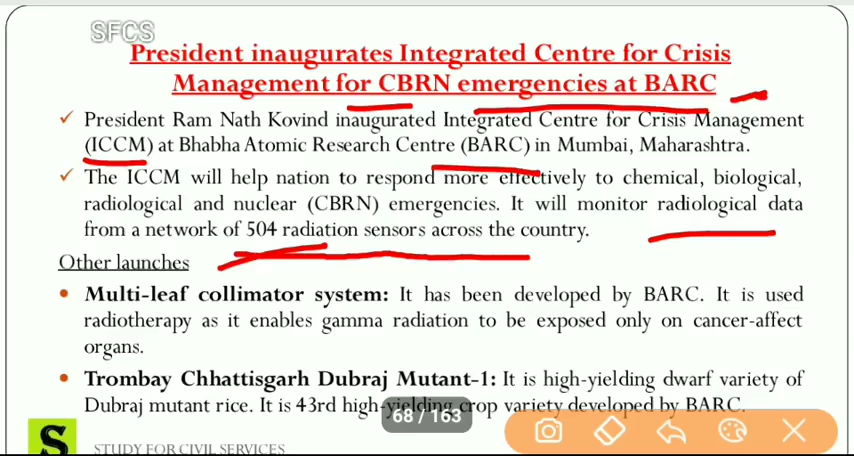 SFCS
President inaugurates Integrated Centre for Crisis
Management for CBRN emergencies at BARC
✓ President Ram Nath Kovind inaugurated Integrated Centre for Crisis Management
(ICCM) at Bhabha Atomic Research Centre (BARC) in Mumbai, Maharashtra.
✓ The ICCM will help nation to respond more effectively to chemical, biological,
radiological and nuclear (CBRN) emergencies. It will monitor radiological data
from a network of 504 radiation sensors across the country.
Other launches
• Multi-leaf collimator system: It has been developed by BARC. It is used
radiotherapy as it enables gamma radiation to be exposed only on cancer-affect
organs.
• Trombay Chhattisgarh Dubraj Mutant-1: It is high-yielding dwarf variety of
Dubraj mutant rice. It is 43rd high-yielding crop variety developed by BARC.
68 / 163
S STUDY FOR CIVIL SERVICES